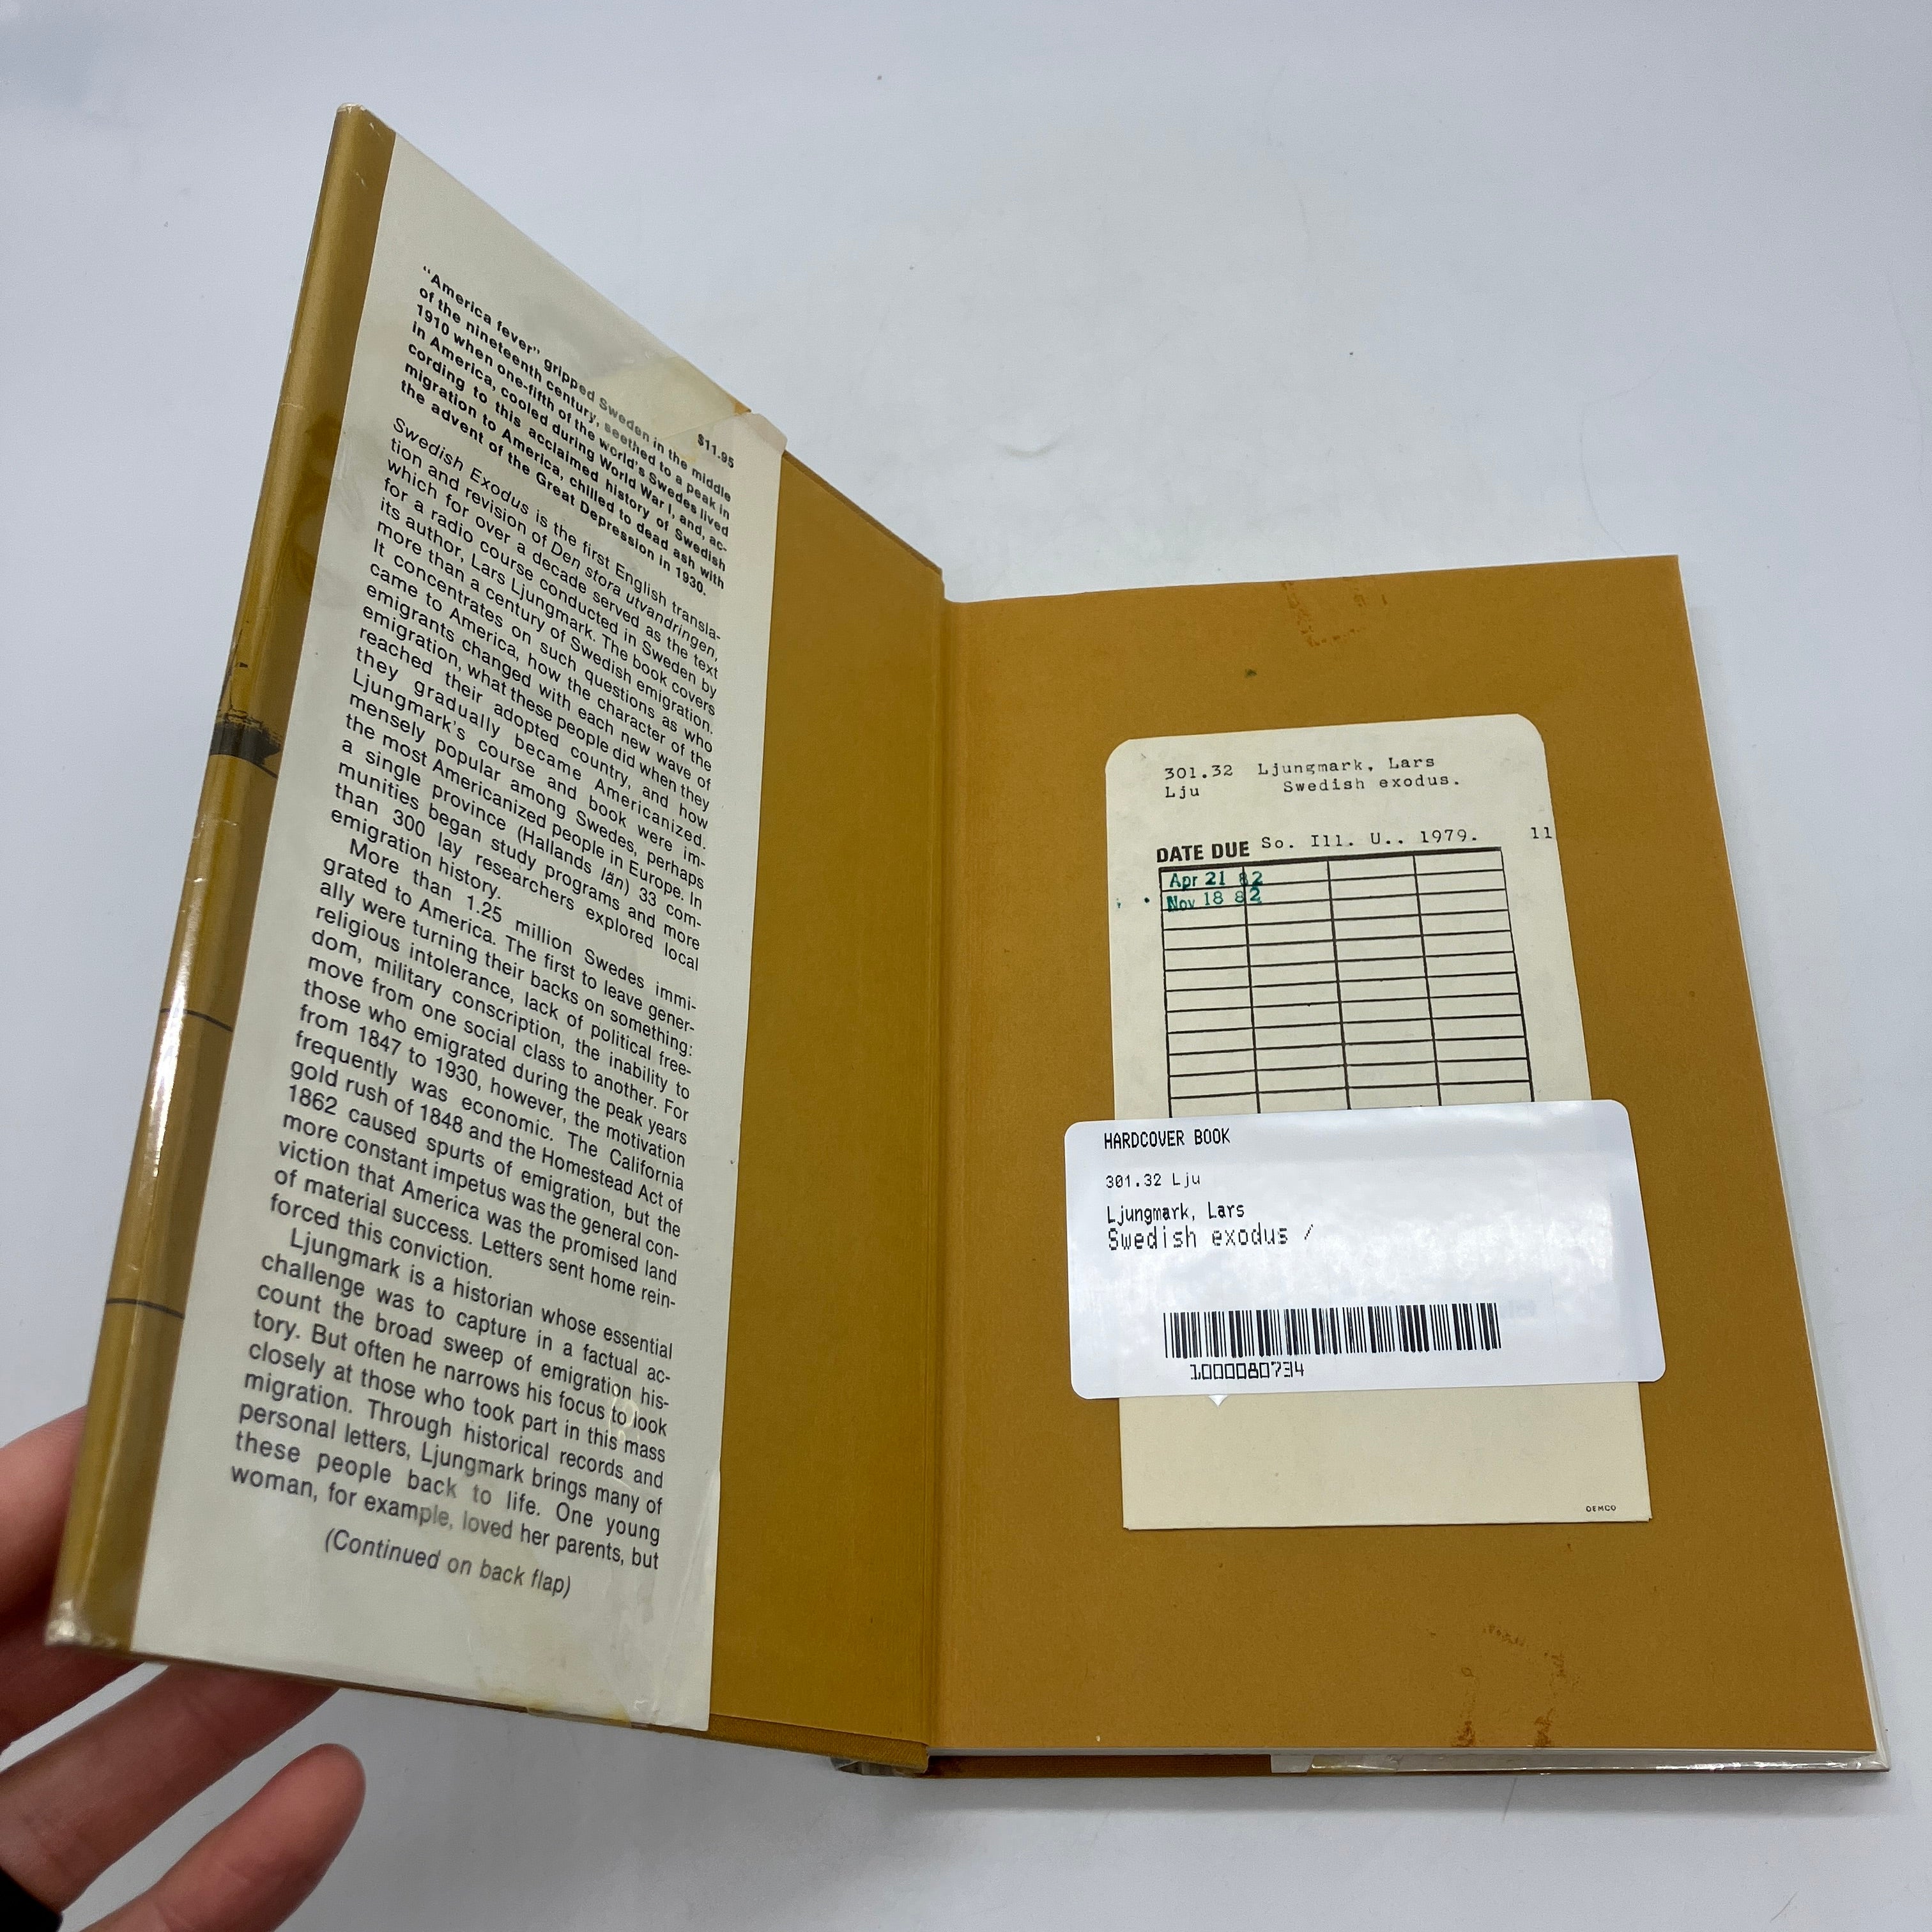 $11.95
“America fever” gripped Sweden in the middle
of the nineteenth century, seethed to a peak in
1910 when one-fifth of the world's Swedes lived
in America, cooled during World War I, and, ac-
cording to this acclaimed history of Swedish
migration to America, chilled to dead ash with
the advent of the Great Depression in 1930.
Swedish Exodus is the first English transla-
tion and revision of Den stora utvandringen,
which for over a decade served as the text
for a radio course conducted in Sweden by
its author, Lars Ljungmark. The book covers
more than a century of Swedish emigration.
It concentrates on such questions as who
came to America, how the character of the
emigrants changed with each new wave of
emigration, what these people did when they
reached their adopted country, and how
they gradually became Americanized.
Ljungmark's course and book were im-
mensely popular among Swedes, perhaps
the most Americanized people in Europe. In
a single province (Hallands län) 33 com-
munities began study programs and more
than 300 lay researchers explored local
emigration history.
More than 1.25 million Swedes immi-
grated to America. The first to leave gener-
ally were turning their backs on something:
religious intolerance, lack of political free-
dom, military conscription, the inability to
move from one social class to another. For
those who emigrated during the peak years
from 1847 to 1930, however, the motivation
frequently was economic. The California
gold rush of 1848 and the Homestead Act of
1862 caused spurts of emigration, but the
more constant impetus was the general con-
viction that America was the promised land
of material success. Letters sent home rein-
forced this conviction.
Ljungmark is a historian whose essential
challenge was to capture in a factual ac-
count the broad sweep of emigration his-
tory. But often he narrows his focus to look
closely at those who took part in this mass
migration. Through historical records and
personal letters, Ljungmark brings many of
these people back to life. One young
woman, for example, loved her parents, but
(Continued on back flap)
301.32 Ljungmark, Lars
Lju Swedish exodus.
DATE DUE So. Ill. U.. 1979. 11
Apr 21 82
Nov 18 82
HARDCOVER BOOK
301.32 Lju
Ljungmark, Lars
Swedish exodus /
1000080734
DEMCO